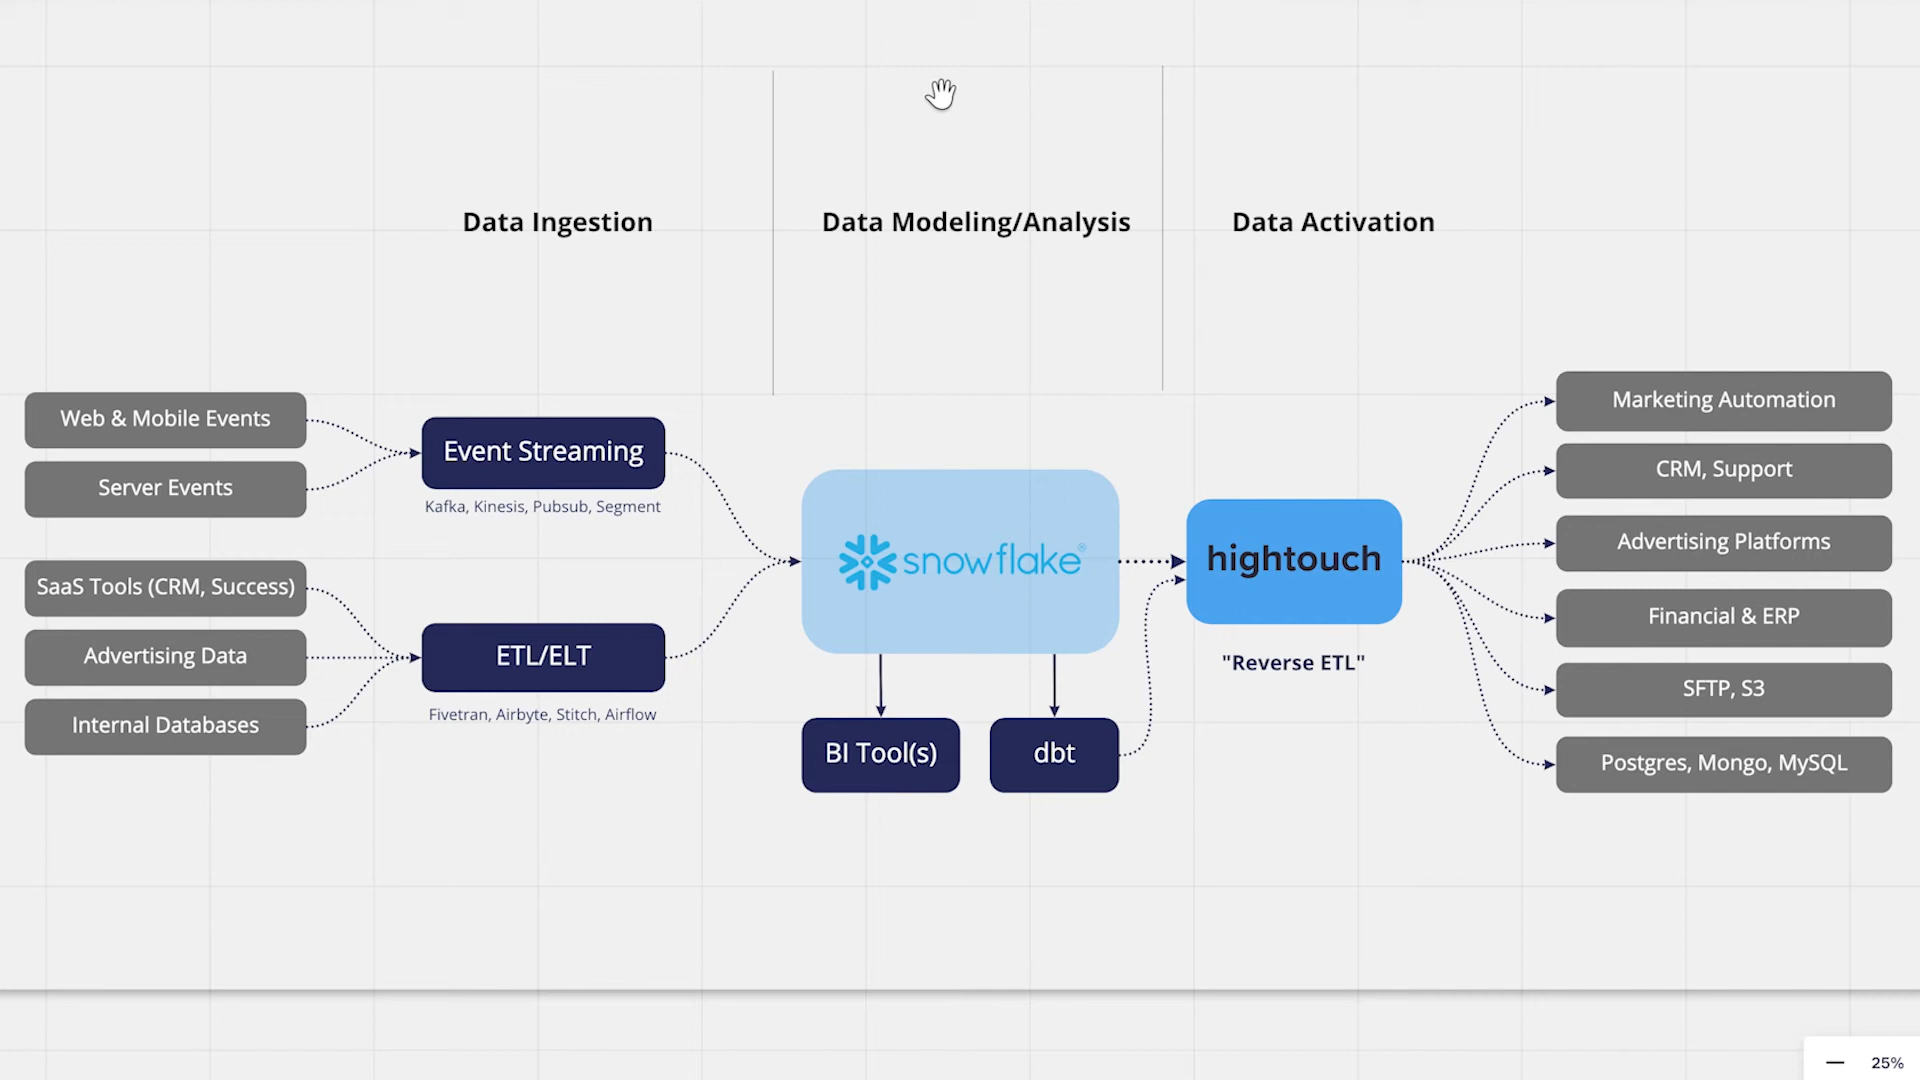 Data Ingestion
Data Modeling/Analysis
Data Activation
Web & Mobile Events
Server Events
SaaS Tools (CRM, Success)
Advertising Data
Internal Databases
Event Streaming
Kafka, Kinesis, Pubsub, Segment
ETL/ELT
Fivetran, Airbyte, Stitch, Airflow
snowflake®
BI Tool(s)
dbt
hightouch
"Reverse ETL"
Marketing Automation
CRM, Support
Advertising Platforms
Financial & ERP
SFTP, S3
Postgres, Mongo, MySQL
25%